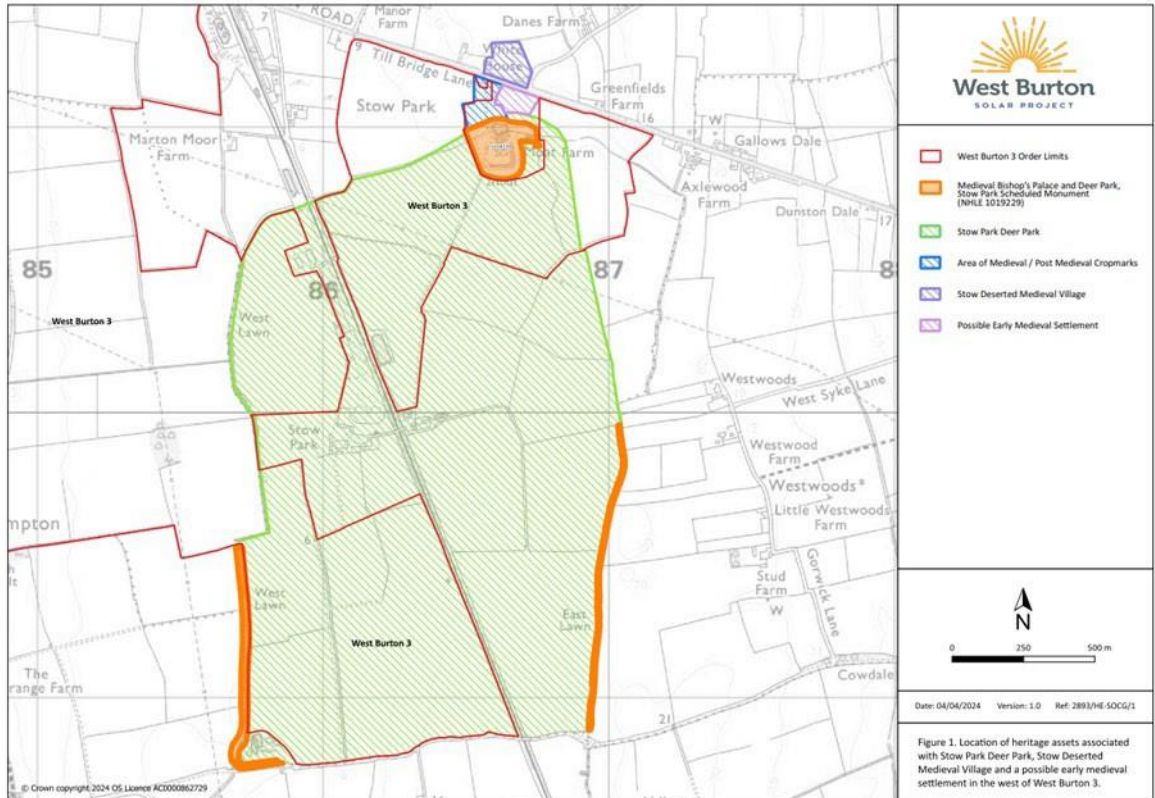 ROAD
7
9
Manor
Farm
Danes Farm
White
House
Till Bridge Lane
Stow Park
Greenfields
Farm
16
W
Gallows Dale
Marton Moor
Farm
Moat Farm
Moat
Axlewood
Farm
Dunston Dale
17
West Burton 3
85
86
87
88
West Burton 3
West
Lawn
Westwoods
West Syke Lane
Stow
Park
Westwood
Farm
Westwoods
Little Westwoods
Farm
mpton
6
Stud
Farm
W
Gorwick Lane
West
Lawn
East
Lawn
West Burton 3
The
range Farm
Cowdale
21
© Crown copyright 2024 OS Licence AC0000862729
West Burton
SOLAR PROJECT
West Burton 3 Order Limits
Medieval Bishop's Palace and Deer Park,
Stow Park Scheduled Monument
(NHLE 1019229)
Stow Park Deer Park
Area of Medieval / Post Medieval Cropmarks
Stow Deserted Medieval Village
Possible Early Medieval Settlement
N
0 250 500 m
Date: 04/04/2024 Version: 1.0 Ref: 2893/HE-SOCG/1
Figure 1. Location of heritage assets associated
with Stow Park Deer Park, Stow Deserted
Medieval Village and a possible early medieval
settlement in the west of West Burton 3.